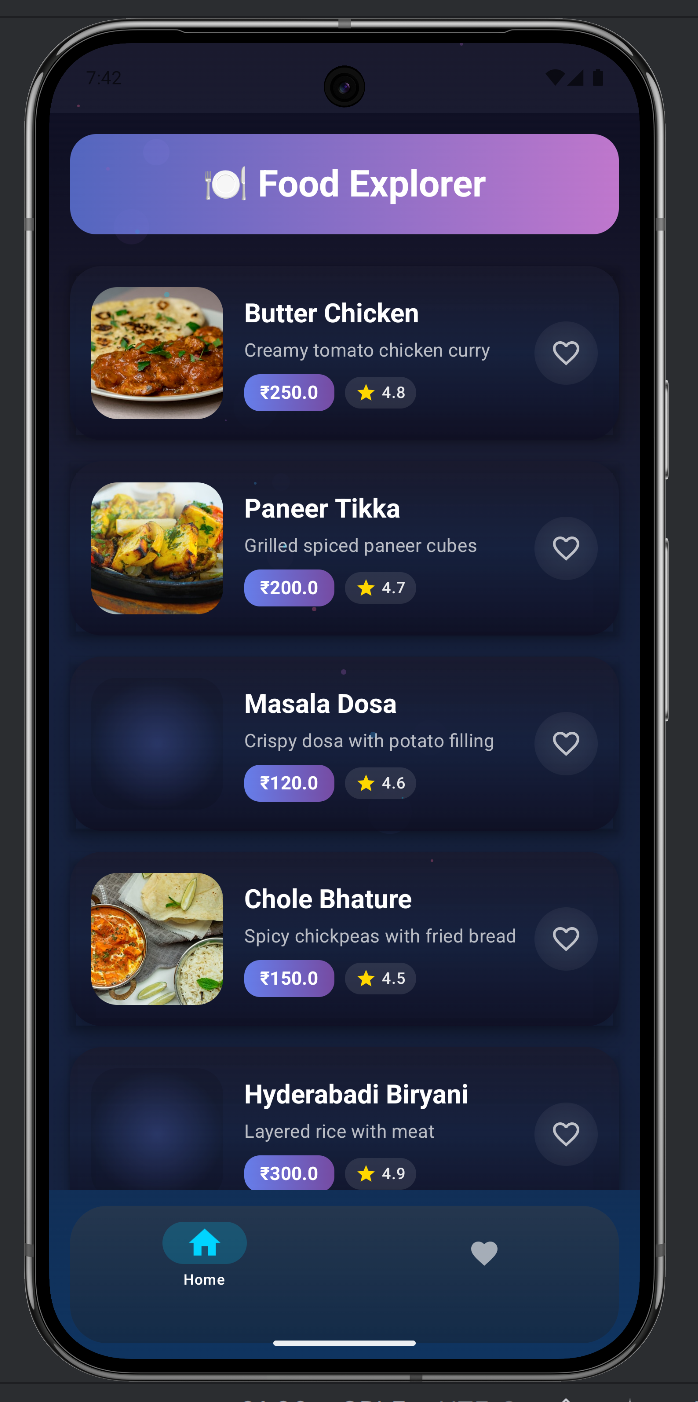 7:42
🍽️ Food Explorer
Butter Chicken
Creamy tomato chicken curry
₹250.0 ⭐ 4.8
Paneer Tikka
Grilled spiced paneer cubes
₹200.0 ⭐ 4.7
Masala Dosa
Crispy dosa with potato filling
₹120.0 ⭐ 4.6
Chole Bhature
Spicy chickpeas with fried bread
₹150.0 ⭐ 4.5
Hyderabadi Biryani
Layered rice with meat
₹300.0 ⭐ 4.9
Home